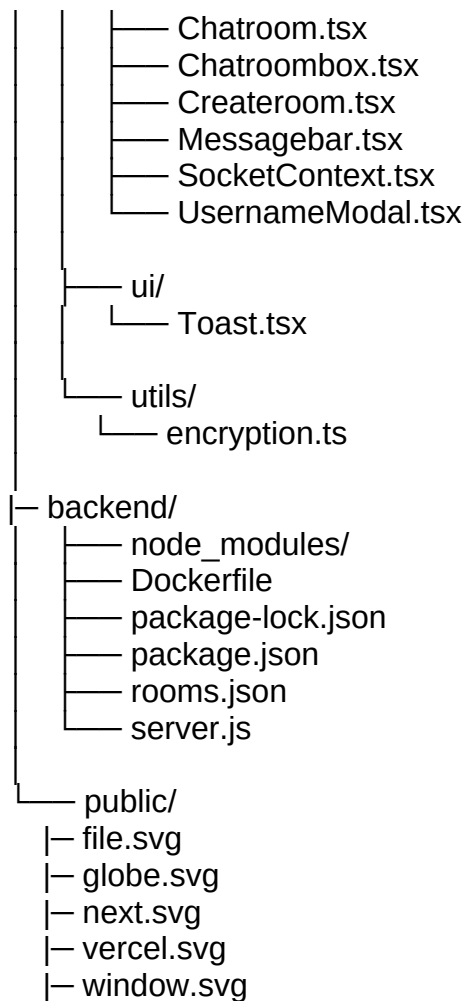 Chatroom.tsx
Chatroombox.tsx
Createroom.tsx
Messagebar.tsx
SocketContext.tsx
UsernameModal.tsx
ui/
Toast.tsx
utils/
encryption.ts
backend/
node_modules/
Dockerfile
package-lock.json
package.json
rooms.json
server.js
public/
file.svg
globe.svg
next.svg
vercel.svg
window.svg